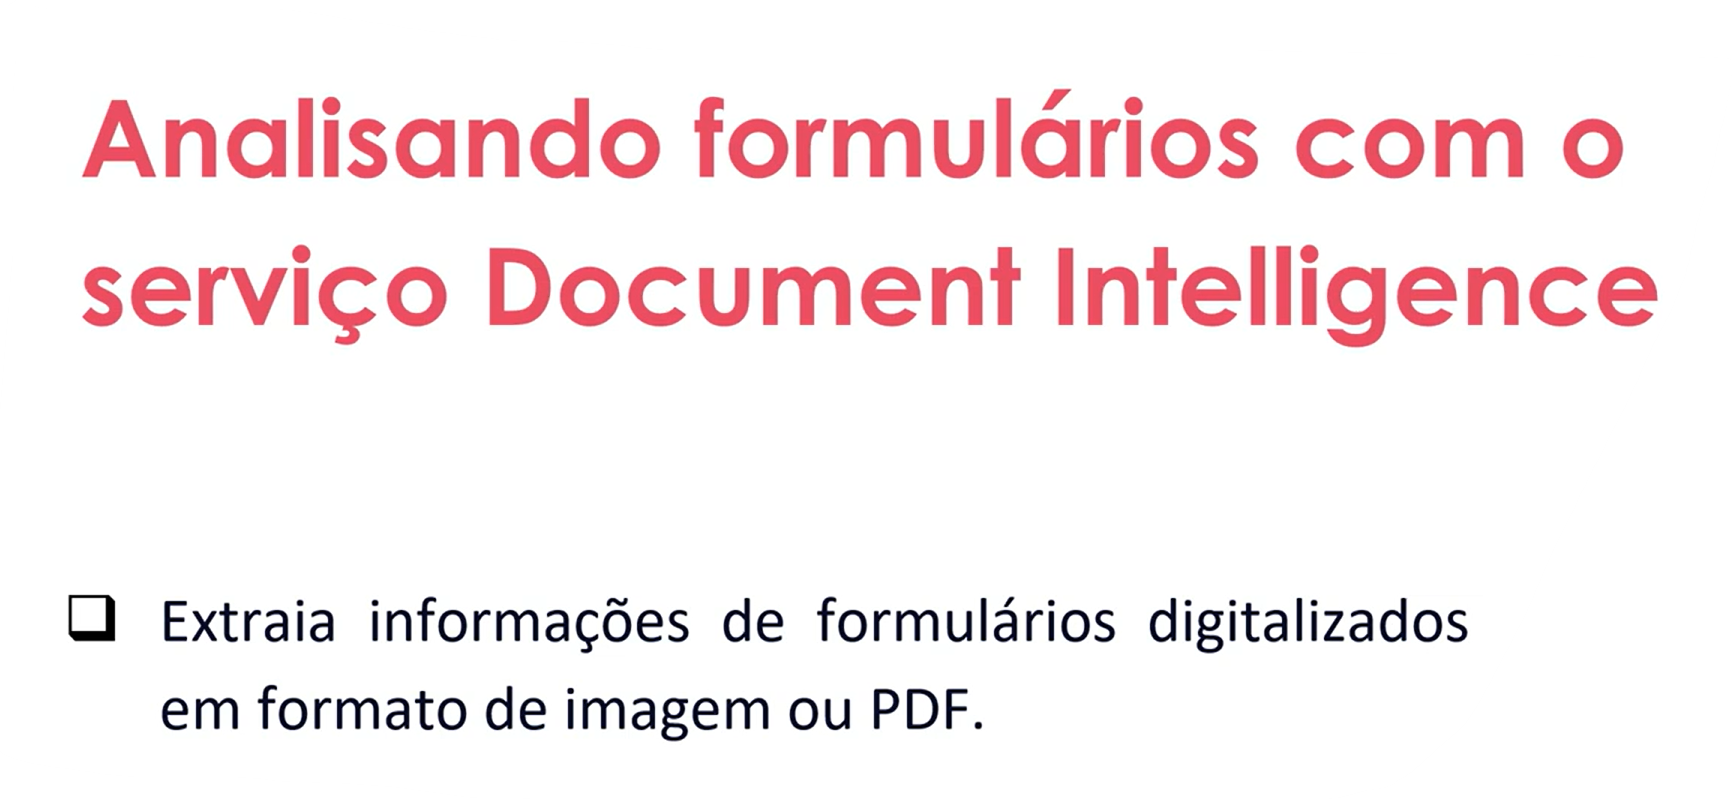 Analisando formulários com o
serviço Document Intelligence
Extraia informações de formulários digitalizados
em formato de imagem ou PDF.